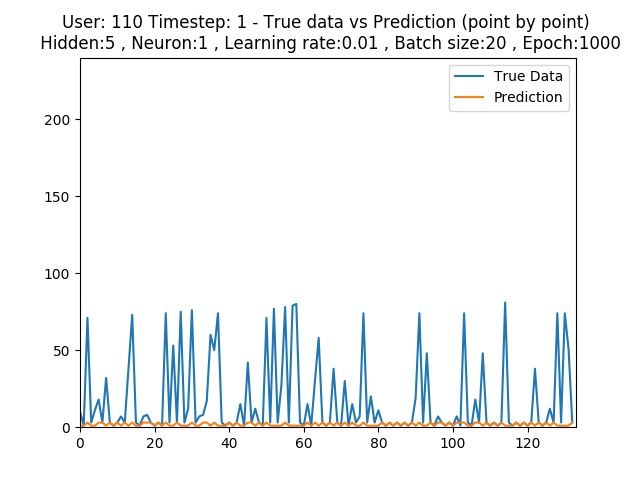 User: 110 Timestep: 1 - True data vs Prediction (point by point)
Hidden:5 , Neuron:1 , Learning rate:0.01 , Batch size:20 , Epoch:1000
True Data
Prediction
200
150
100
50
0
0 20 40 60 80 100 120